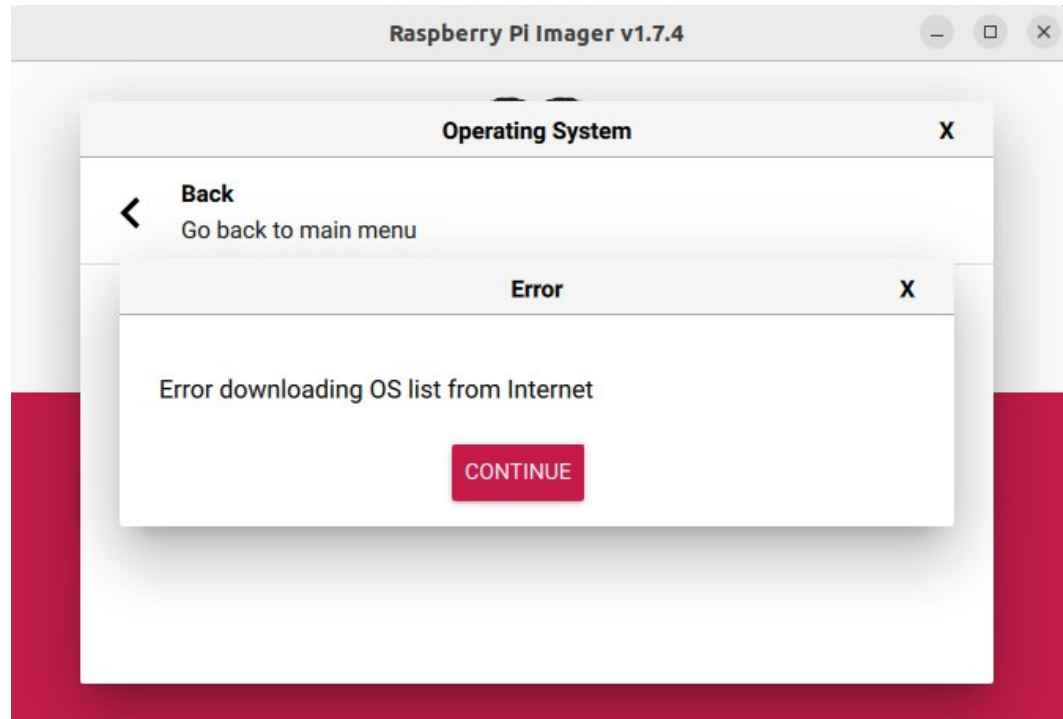 Raspberry Pi Imager v1.7.4
Operating System X
Back
Go back to main menu
Error X
Error downloading OS list from Internet
CONTINUE